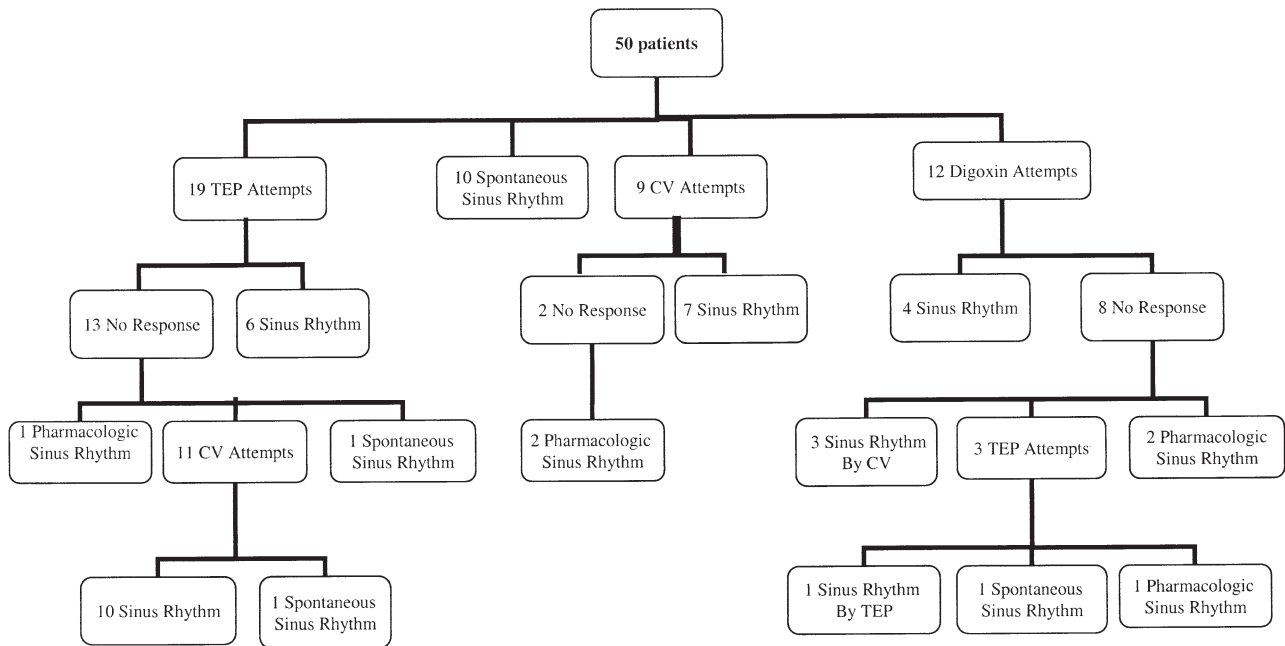 50 patients
19 TEP Attempts
10 Spontaneous
Sinus Rhythm
9 CV Attempts
12 Digoxin Attempts
13 No Response
6 Sinus Rhythm
2 No Response
7 Sinus Rhythm
4 Sinus Rhythm
8 No Response
1 Pharmacologic
Sinus Rhythm
11 CV Attempts
1 Spontaneous
Sinus Rhythm
2 Pharmacologic
Sinus Rhythm
3 Sinus Rhythm
By CV
3 TEP Attempts
2 Pharmacologic
Sinus Rhythm
10 Sinus Rhythm
1 Spontaneous
Sinus Rhythm
1 Sinus Rhythm
By TEP
1 Spontaneous
Sinus Rhythm
1 Pharmacologic
Sinus Rhythm